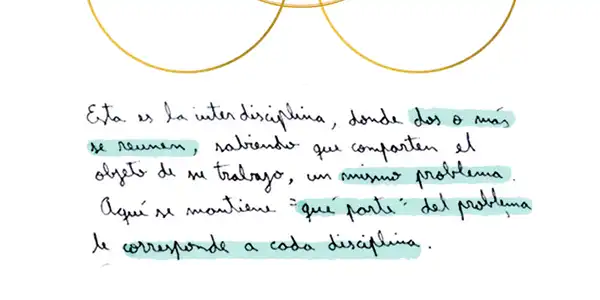 Esta es la interdisciplina, donde dos o más
se reunen, sabiendo que comparten el
objeto de su trabajo, un mismo problema.
Aquí se mantiene "qué parte" del problema
le corresponde a cada disciplina.